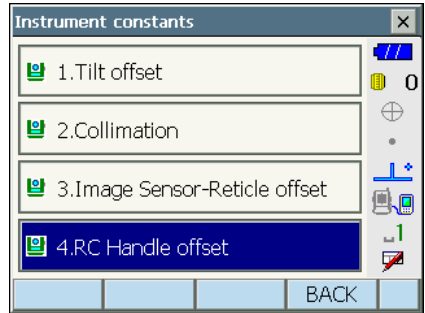 Instrument constants
1.Tilt offset
2.Collimation
3.Image Sensor-Reticle offset
4.RC Handle offset
0
1
BACK